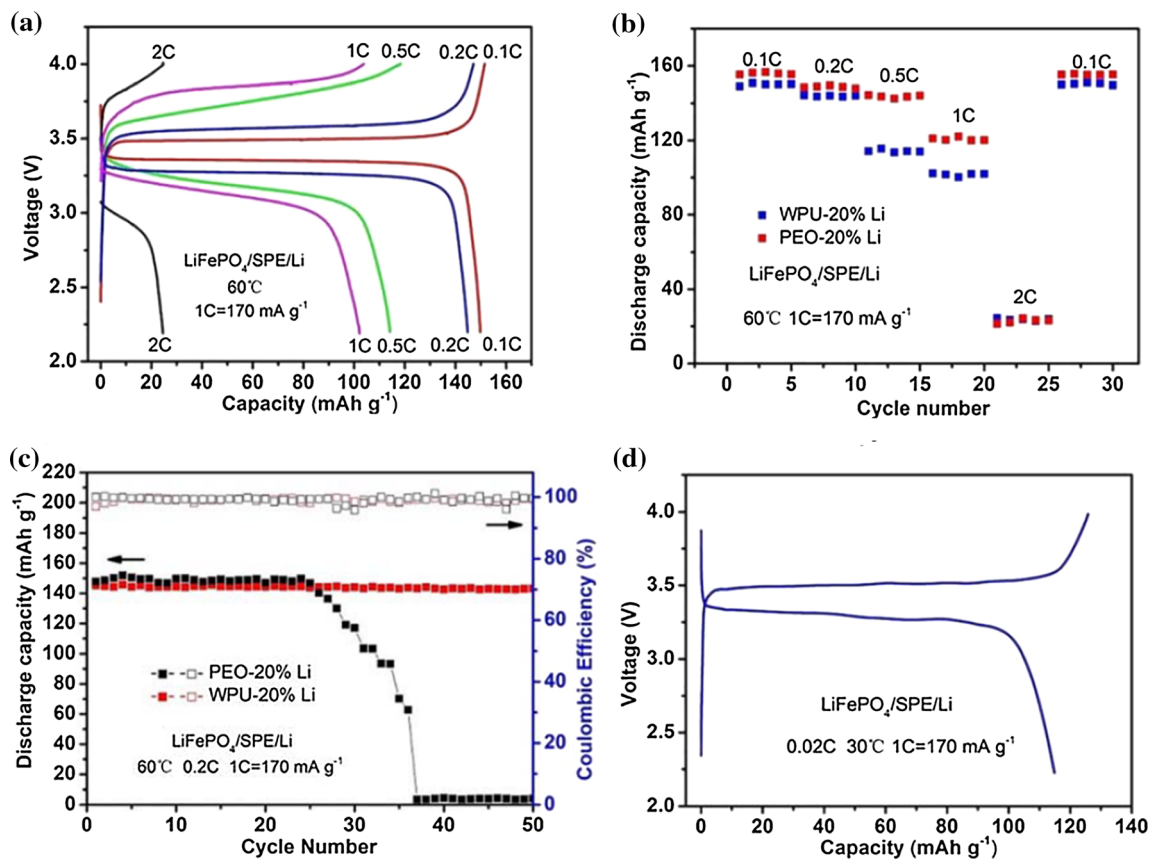 (a)
2C
1C
0.5C
0.2C
0.1C
4.0
3.5
3.0
2.5
2.0
Voltage (V)
LiFePO4/SPE/Li
60℃
1C=170 mA g-1
2C
1C
0.5C
0.2C
0.1C
0 20 40 60 80 100 120 140 160
Capacity (mAh g-1)
(b)
160
120
80
40
0
Discharge capacity (mAh g-1)
0.1C
0.2C
0.5C
1C
2C
0.1C
WPU-20% Li
PEO-20% Li
LiFePO4/SPE/Li
60℃ 1C=170 mA g-1
0 5 10 15 20 25 30
Cycle number
(c)
220
200
180
160
140
120
100
80
60
40
20
0
Discharge capacity (mAh g-1)
100
80
60
40
20
0
Coulombic Efficiency (%)
PEO-20% Li
WPU-20% Li
LiFePO4/SPE/Li
60℃ 0.2C 1C=170 mA g-1
0 10 20 30 40 50
Cycle Number
(d)
4.0
3.5
3.0
2.5
2.0
Voltage (V)
LiFePO4/SPE/Li
0.02C 30℃ 1C=170 mA g-1
0 20 40 60 80 100 120 140
Capacity (mAh g-1)